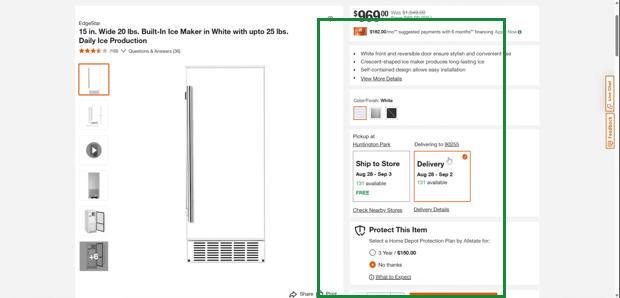 EdgeStar
15 in. Wide 20 lbs. Built-In Ice Maker in White with upto 25 lbs.
Daily Ice Production
Questions & Answers (36)
+6
Share
Print
$969.00 Was $1,049.00
$162.00/mo** suggested payments with 6 months** financing Apply Now
White front and reversible door ensure stylish and convenient use
Crescent-shaped ice maker produces long-lasting ice
Self-contained design allows easy installation
View More Details
Color/Finish: White
Pickup at
Huntington Park
Delivering to 90255
Ship to Store
Aug 28 - Sep 3
131 available
FREE
Delivery
Aug 28 - Sep 2
131 available
Check Nearby Stores
Delivery Details
Protect This Item
Select a Home Depot Protection Plan by Allstate for:
3 Year / $150.00
No thanks
What to Expect
Live Chat
Feedback